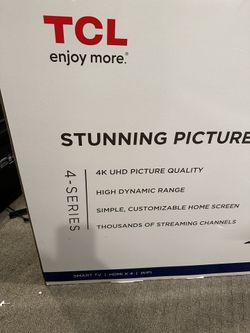 TCL
enjoy more.
STUNNING PICTURE
4-SERIES
4K UHD PICTURE QUALITY
HIGH DYNAMIC RANGE
SIMPLE, CUSTOMIZABLE HOME SCREEN
THOUSANDS OF STREAMING CHANNELS
SMART TV | HDMI X 4 | WIFI